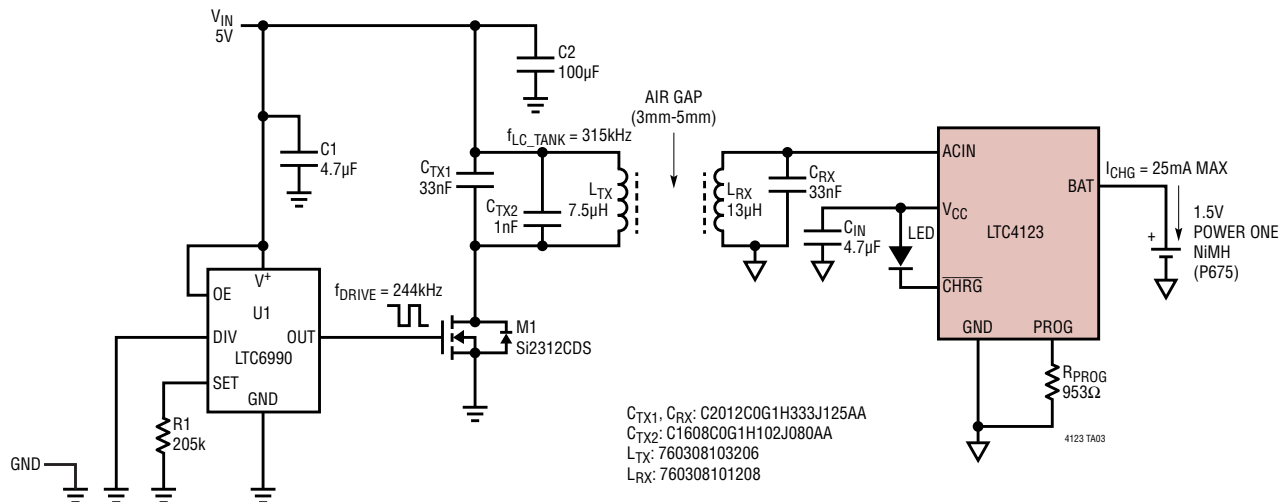 VIN
5V
C2
100µF
AIR GAP
(3mm-5mm)
fLC_TANK = 315kHz
C1
4.7µF
CTX1
33nF
CTX2
1nF
LTX
7.5µH
LRX
13µH
CRX
33nF
CIN
4.7µF
LED
ACIN
VCC
CHRG
BAT
LTC4123
GND
PROG
ICHG = 25mA MAX
+
1.5V
POWER ONE
NiMH
(P675)
RPROG
953Ω
4123 TA03
V+
OE
U1
DIV
OUT
LTC6990
SET
GND
fDRIVE = 244kHz
M1
Si2312CDS
R1
205k
GND
CTX1, CRX: C2012C0G1H333J125AA
CTX2: C1608C0G1H102J080AA
LTX: 760308103206
LRX: 760308101208